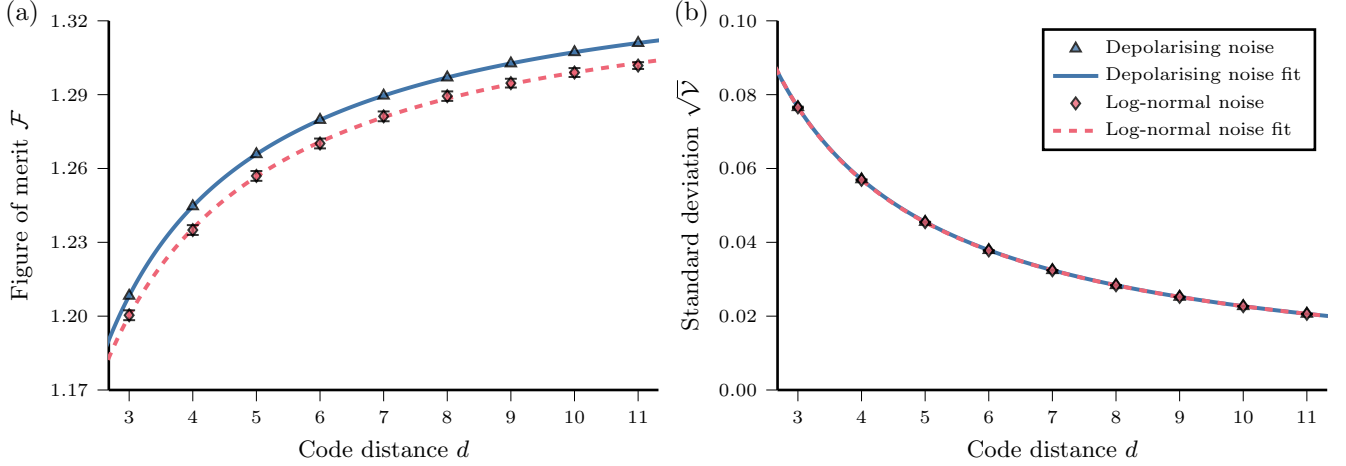 (a)
Figure of merit ℱ
1.32
1.29
1.26
1.23
1.20
1.17
3 4 5 6 7 8 9 10 11
Code distance d
(b)
Standard deviation √𝒱
0.10
0.08
0.06
0.04
0.02
0.00
3 4 5 6 7 8 9 10 11
Code distance d
Depolarising noise
Depolarising noise fit
Log-normal noise
Log-normal noise fit